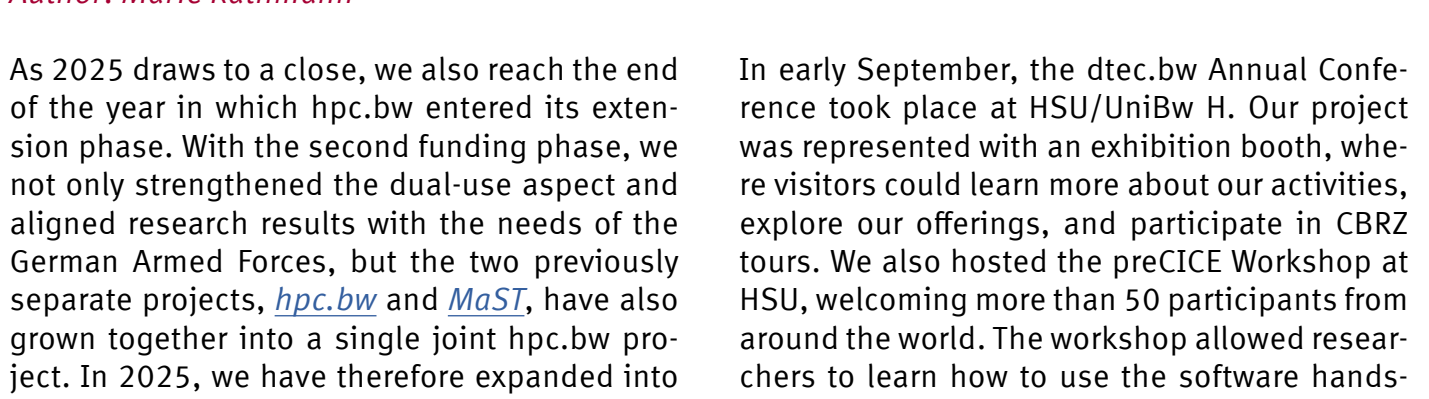 As 2025 draws to a close, we also reach the end
of the year in which hpc.bw entered its exten-
sion phase. With the second funding phase, we
not only strengthened the dual-use aspect and
aligned research results with the needs of the
German Armed Forces, but the two previously
separate projects, hpc.bw and MaST, have also
grown together into a single joint hpc.bw pro-
ject. In 2025, we have therefore expanded into
In early September, the dtec.bw Annual Confe-
rence took place at HSU/UniBw H. Our project
was represented with an exhibition booth, whe-
re visitors could learn more about our activities,
explore our offerings, and participate in CBRZ
tours. We also hosted the preCICE Workshop at
HSU, welcoming more than 50 participants from
around the world. The workshop allowed resear-
chers to learn how to use the software hands-